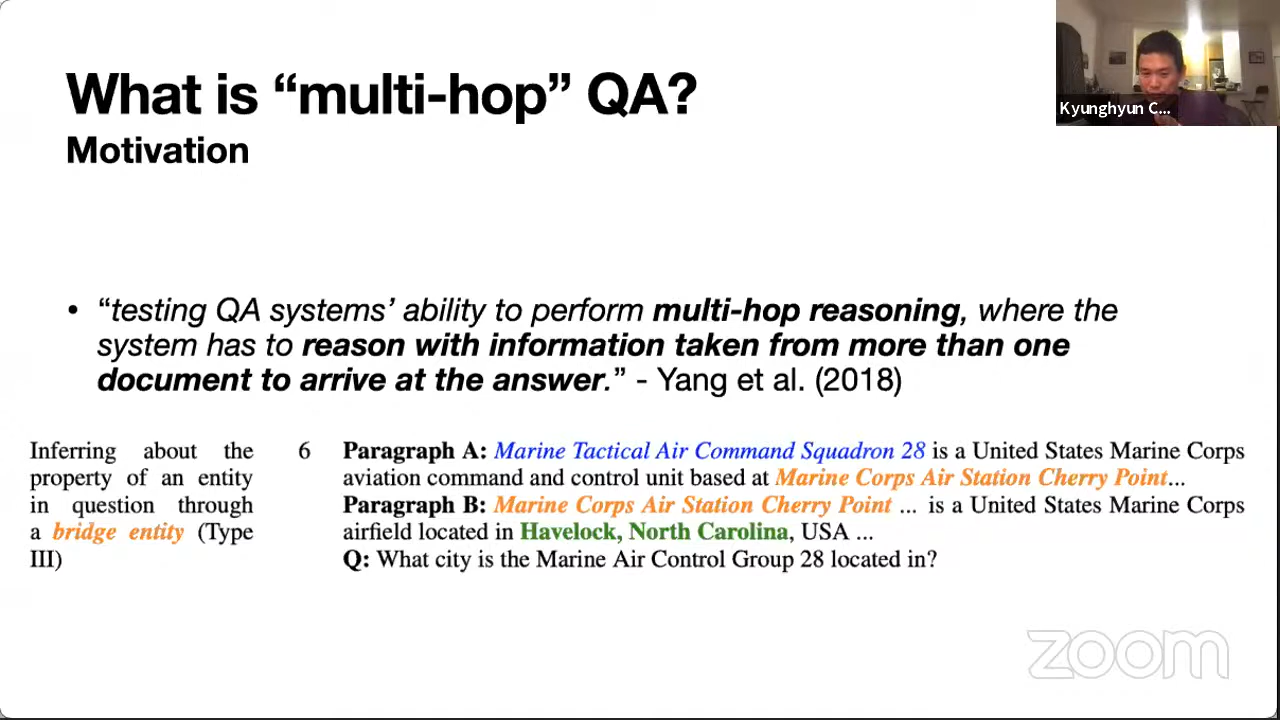 What is “multi-hop” QA?
Motivation
Kyunghyun C...
• “testing QA systems’ ability to perform multi-hop reasoning, where the
system has to reason with information taken from more than one
document to arrive at the answer.” - Yang et al. (2018)
Inferring about the
property of an entity
in question through
a bridge entity (Type
III)
6
Paragraph A: Marine Tactical Air Command Squadron 28 is a United States Marine Corps
aviation command and control unit based at Marine Corps Air Station Cherry Point...
Paragraph B: Marine Corps Air Station Cherry Point ... is a United States Marine Corps
airfield located in Havelock, North Carolina, USA ...
Q: What city is the Marine Air Control Group 28 located in?
zoom